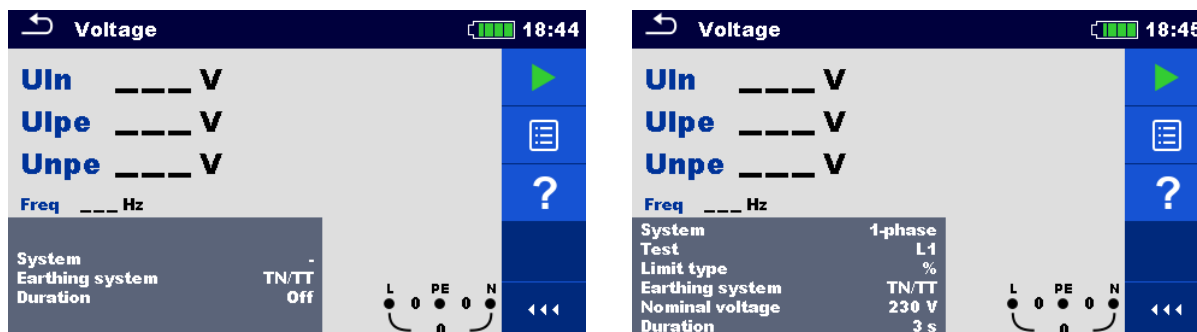 Voltage 18:44
Uln ___ V
Ulpe ___ V
Unpe ___ V
Freq ___ Hz
?
System -
Earthing system TN/TT
Duration Off
L PE N
0 0
0
Voltage 18:45
Uln ___ V
Ulpe ___ V
Unpe ___ V
Freq ___ Hz
?
System 1-phase
Test L1
Limit type %
Earthing system TN/TT
Nominal voltage 230 V
Duration 3 s
L PE N
0 0
0